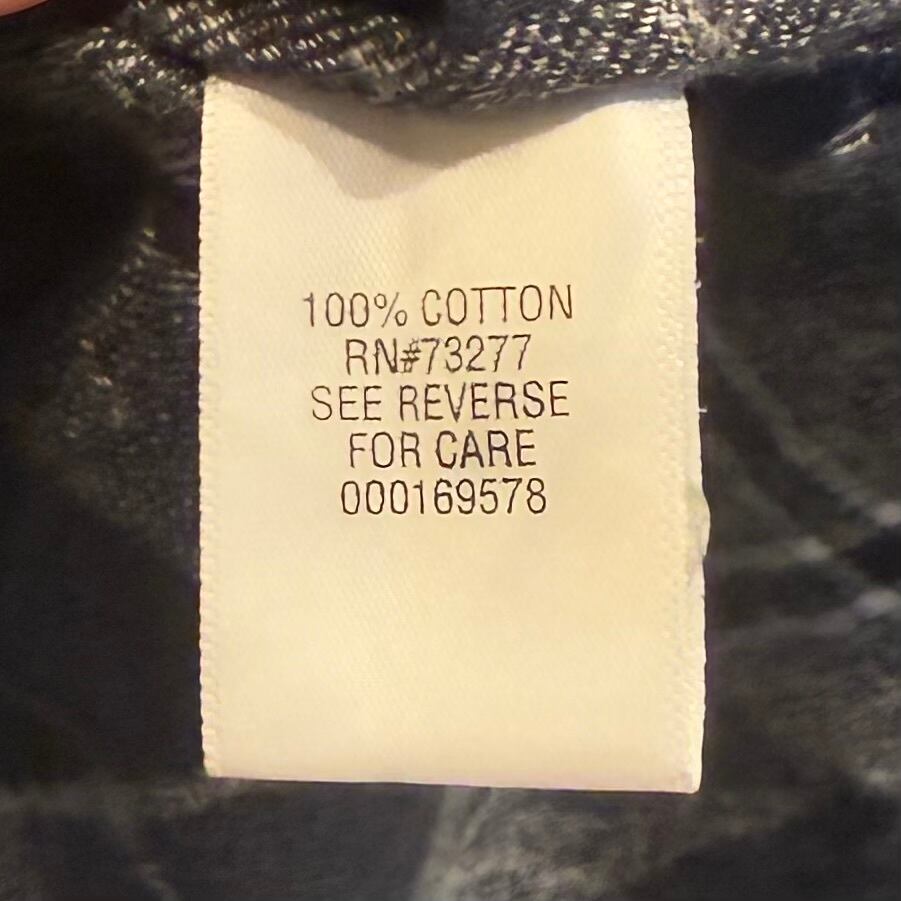 100% COTTON
RN#73277
SEE REVERSE
FOR CARE
000169578